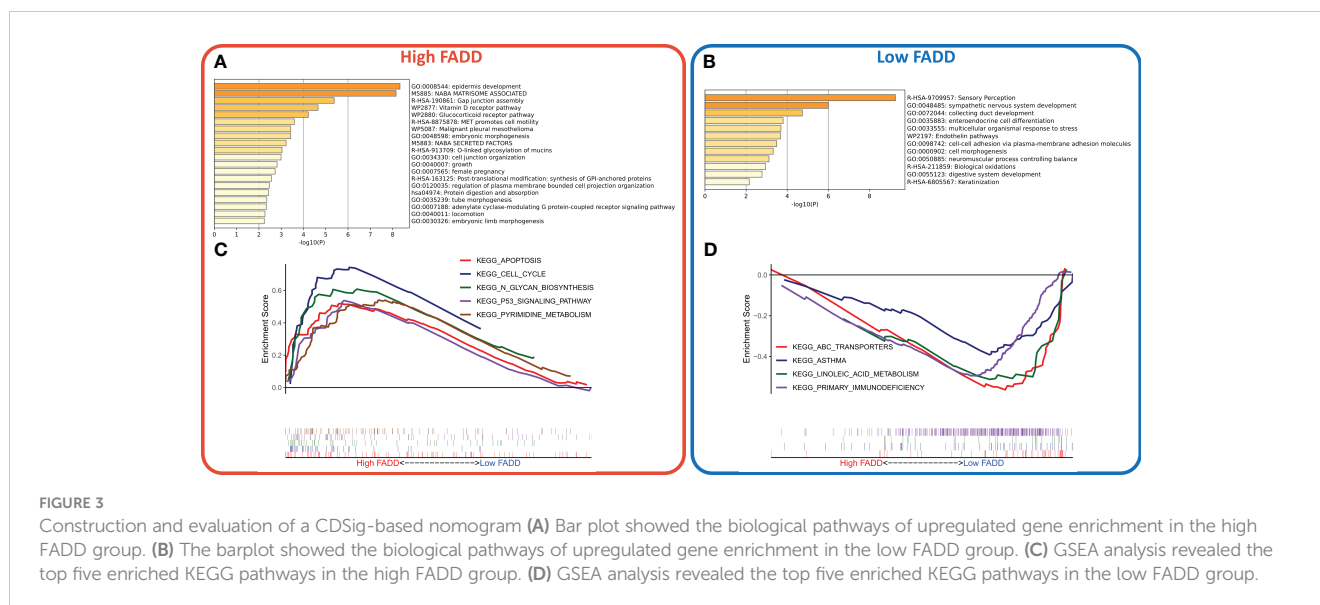 High FADD
A
GO:0008544: epidermis development
M5885: NABA MATRISOME ASSOCIATED
R-HSA-190861: Gap junction assembly
WP2877: Vitamin D receptor pathway
WP2880: Glucocorticoid receptor pathway
R-HSA-8875878: MET promotes cell motility
WP5087: Malignant pleural mesothelioma
GO:0048598: embryonic morphogenesis
M5883: NABA SECRETED FACTORS
R-HSA-913709: O-linked glycosylation of mucins
GO:0034330: cell junction organization
GO:0040007: growth
GO:0007565: female pregnancy
R-HSA-163125: Post-translational modification: synthesis of GPI-anchored proteins
GO:0120035: regulation of plasma membrane bounded cell projection organization
hsa04974: Protein digestion and absorption
GO:0035239: tube morphogenesis
GO:0007188: adenylate cyclase-modulating G protein-coupled receptor signaling pathway
GO:0040011: locomotion
GO:0030326: embryonic limb morphogenesis
0 1 2 3 4 5 6 7 8
-log10(P)
Low FADD
B
R-HSA-9709957: Sensory Perception
GO:0048485: sympathetic nervous system development
GO:0072044: collecting duct development
GO:0035883: enteroendocrine cell differentiation
GO:0033555: multicellular organismal response to stress
WP2197: Endothelin pathways
GO:0098742: cell-cell adhesion via plasma-membrane adhesion molecules
GO:0000902: cell morphogenesis
GO:0050885: neuromuscular process controlling balance
R-HSA-211859: Biological oxidations
GO:0055123: digestive system development
R-HSA-6805567: Keratinization
0 2 4 6 8
-log10(P)
C
KEGG_APOPTOSIS
KEGG_CELL_CYCLE
KEGG_N_GLYCAN_BIOSYNTHESIS
KEGG_P53_SIGNALING_PATHWAY
KEGG_PYRIMIDINE_METABOLISM
Enrichment Score
0.6
0.4
0.2
0.0
High FADD<-------------->Low FADD
D
Enrichment Score
0.0
−0.2
−0.4
KEGG_ABC_TRANSPORTERS
KEGG_ASTHMA
KEGG_LINOLEIC_ACID_METABOLISM
KEGG_PRIMARY_IMMUNODEFICIENCY
High FADD<-------------->Low FADD
FIGURE 3
Construction and evaluation of a CDSig-based nomogram (A) Bar plot showed the biological pathways of upregulated gene enrichment in the high
FADD group. (B) The barplot showed the biological pathways of upregulated gene enrichment in the low FADD group. (C) GSEA analysis revealed the
top five enriched KEGG pathways in the high FADD group. (D) GSEA analysis revealed the top five enriched KEGG pathways in the low FADD group.